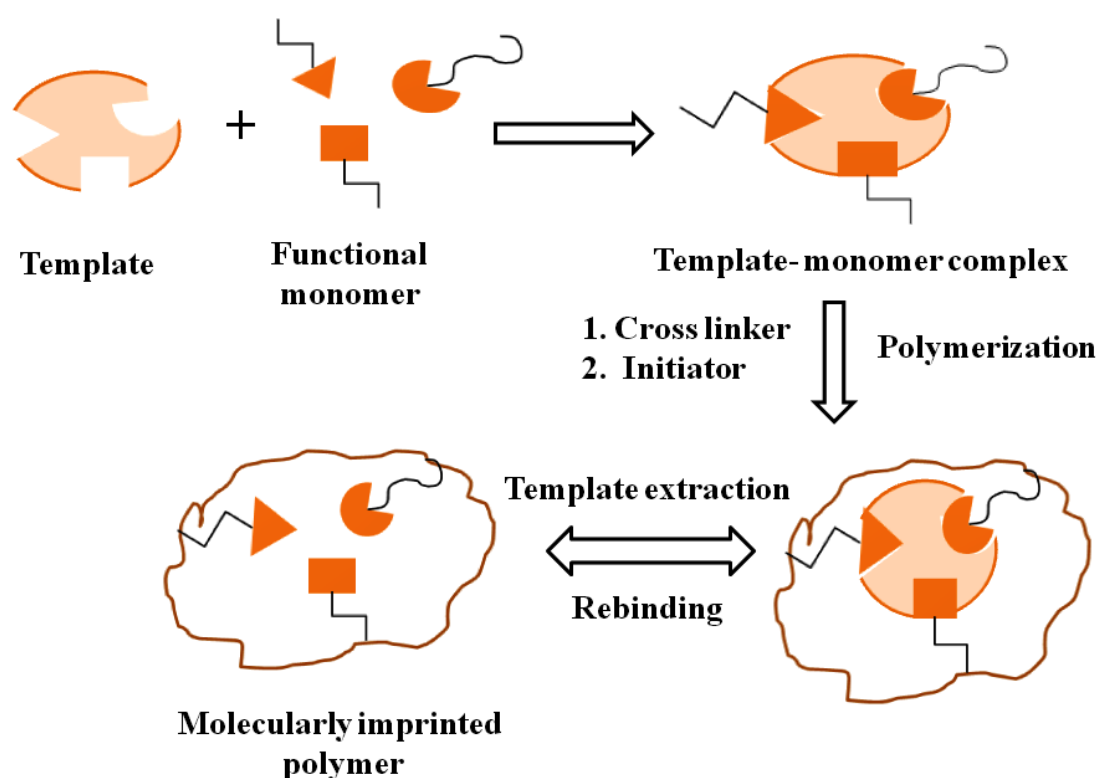 +
Template
Functional
monomer
Template- monomer complex
1. Cross linker
2. Initiator
Polymerization
Template extraction
Rebinding
Molecularly imprinted
polymer